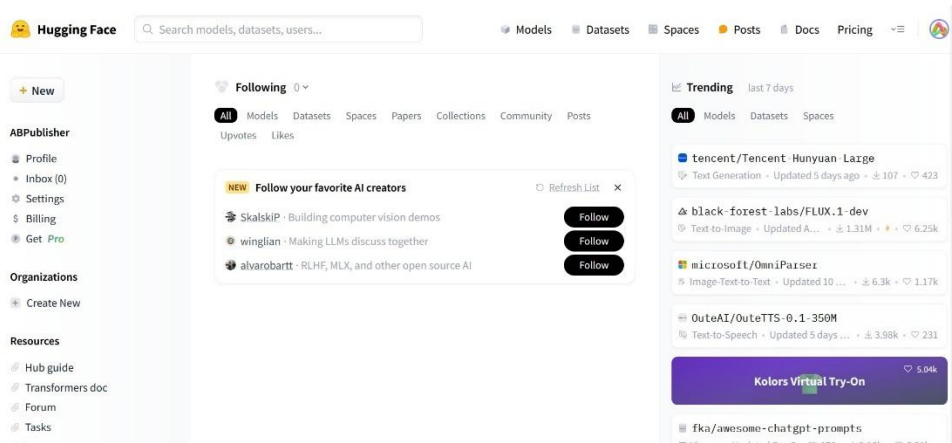 Hugging Face
Search models, datasets, users...
Models
Datasets
Spaces
Posts
Docs
Pricing
+ New
ABPublisher
Profile
Inbox (0)
Settings
$ Billing
Get Pro
Organizations
+ Create New
Resources
Hub guide
Transformers doc
Forum
Tasks
Following 0
All Models Datasets Spaces Papers Collections Community Posts
Upvotes Likes
NEW Follow your favorite AI creators Refresh List ×
SkalskiP · Building computer vision demos Follow
winglian · Making LLMs discuss together Follow
alvarobartt · RLHF, MLX, and other open source AI Follow
Trending last 7 days
All Models Datasets Spaces
tencent/Tencent-Hunyuan-Large
Text Generation • Updated 5 days ago • 107 • 423
black-forest-labs/FLUX.1-dev
Text-to-Image • Updated A... • 1.31M • • 6.25k
microsoft/OmniParser
Image-Text-to-Text • Updated 10 ... • 6.3k • 1.17k
OuteAI/OuteTTS-0.1-350M
Text-to-Speech • Updated 5 days ... • 3.98k • 231
5.04k
Kolors Virtual Try-On
fka/awesome-chatgpt-prompts